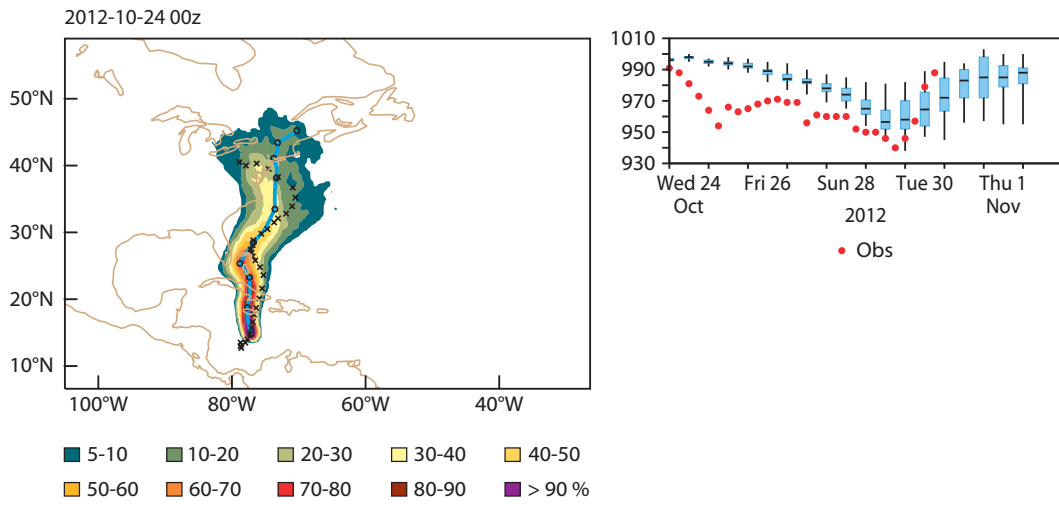 2012-10-24 00z
50°N
40°N
30°N
20°N
10°N
100°W 80°W 60°W 40°W
5-10 10-20 20-30 30-40 40-50
50-60 60-70 70-80 80-90 > 90 %
1010
990
970
950
930
Wed 24 Fri 26 Sun 28 Tue 30 Thu 1
Oct Nov
2012
Obs